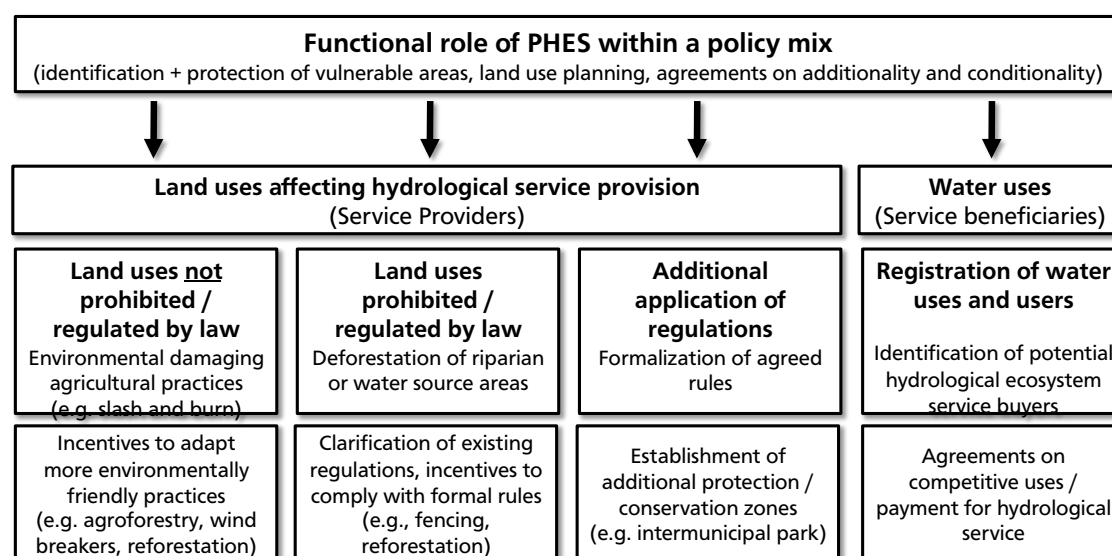 Functional role of PHES within a policy mix
(identification + protection of vulnerable areas, land use planning, agreements on additionality and conditionality)
Land uses affecting hydrological service provision
(Service Providers)
Water uses
(Service beneficiaries)
Land uses not
prohibited /
regulated by law
Environmental damaging
agricultural practices
(e.g. slash and burn)
Land uses
prohibited /
regulated by law
Deforestation of riparian
or water source areas
Additional
application of
regulations
Formalization of agreed
rules
Registration of water
uses and users
Identification of potential
hydrological ecosystem
service buyers
Incentives to adapt
more environmentally
friendly practices
(e.g. agroforestry, wind
breakers, reforestation)
Clarification of existing
regulations, incentives to
comply with formal rules
(e.g., fencing,
reforestation)
Establishment of
additional protection /
conservation zones
(e.g. intermunicipal park)
Agreements on
competitive uses /
payment for hydrological
service